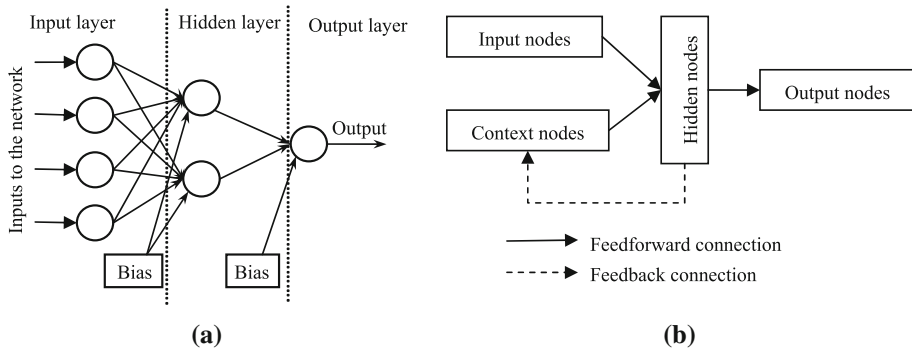 Input layer
Hidden layer
Output layer
Inputs to the network
Output
Bias
Bias
(a)
Input nodes
Context nodes
Hidden nodes
Output nodes
Feedforward connection
Feedback connection
(b)